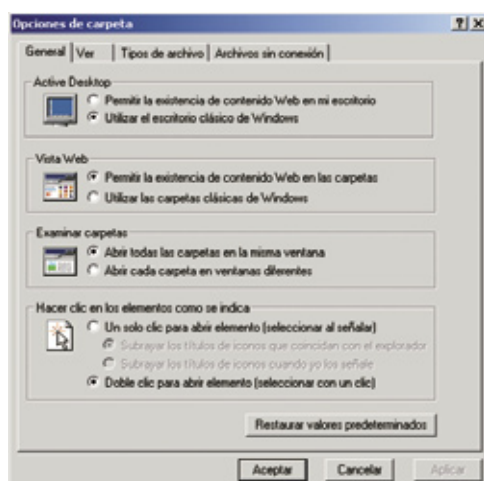 Opciones de carpeta
General Ver Tipos de archivo Archivos sin conexión
Active Desktop
Permitir la existencia de contenido Web en mi escritorio
Utilizar el escritorio clásico de Windows
Vista Web
Permitir la existencia de contenido Web en las carpetas
Utilizar las carpetas clásicas de Windows
Examinar carpetas
Abrir todas las carpetas en la misma ventana
Abrir cada carpeta en ventanas diferentes
Hacer clic en los elementos como se indica
Un solo clic para abrir elemento (seleccionar al señalar)
Subrayar los títulos de iconos que coincidan con el explorador
Subrayar los títulos de iconos cuando yo los señale
Doble clic para abrir elemento (seleccionar con un clic)
Restaurar valores predeterminados
Aceptar Cancelar Aplicar